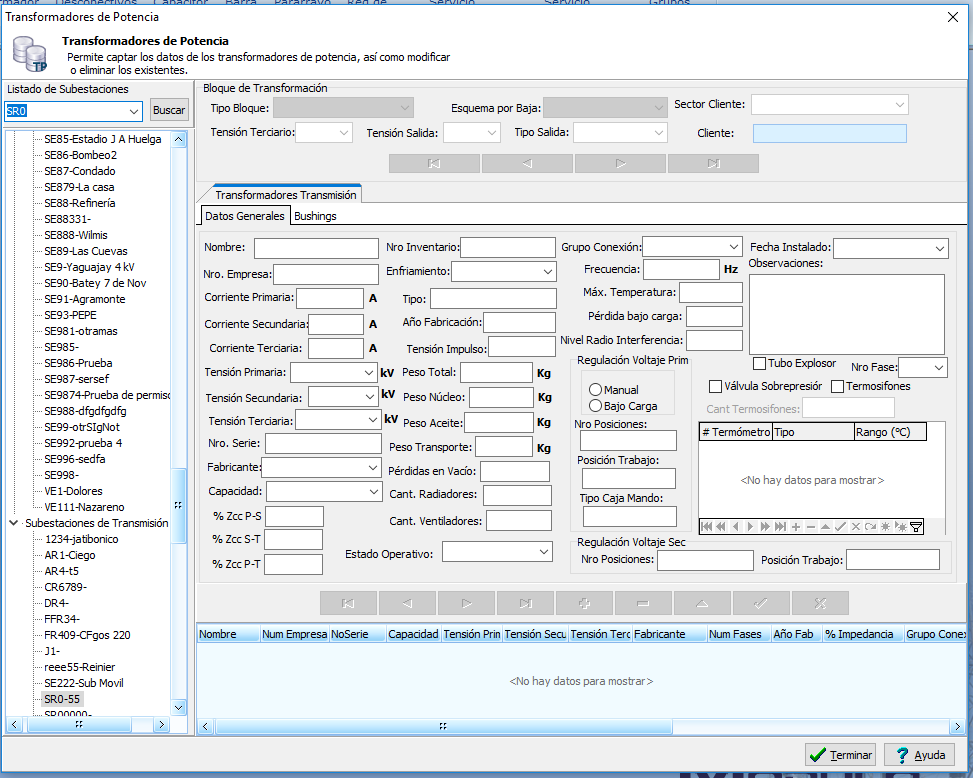 Transformadores de Potencia
Transformadores de Potencia
Permite captar los datos de los transformadores de potencia, así como modificar
o eliminar los existentes.
TP
Listado de Subestaciones
SR0
Buscar
SE85-Estadio J A Huelga
SE86-Bombeo2
SE87-Condado
SE879-La casa
SE88-Refinería
SE88331-
SE888-Wilmis
SE89-Las Cuevas
SE9-Yaguajay 4 kV
SE90-Batey 7 de Nov
SE91-Agramonte
SE93-PEPE
SE981-otramas
SE985-
SE986-Prueba
SE987-sersef
SE9874-Prueba de permisc
SE988-dfgdfgdfg
SE99-otrSIgNot
SE992-prueba 4
SE996-sedfa
SE998-
VE1-Dolores
VE111-Nazareno
Subestaciones de Transmisión
1234-jatibonico
AR1-Ciego
AR4-t5
CR6789-
DR4-
FFR34-
FR409-CFgos 220
J1-
reee55-Reinier
SE222-Sub Movil
SR0-55
SR00000-
Bloque de Transformación
Tipo Bloque: Esquema por Baja: Sector Cliente:
Tensión Terciario: Tensión Salida: Tipo Salida: Cliente:
Transformadores Transmisión
Datos Generales Bushings
Nombre: Nro Inventario: Grupo Conexión: Fecha Instalado:
Nro. Empresa: Enfriamiento: Frecuencia: Hz Observaciones:
Corriente Primaria: A Tipo: Máx. Temperatura:
Corriente Secundaria: A Año Fabricación: Pérdida bajo carga:
Corriente Terciaria: A Tensión Impulso: Nivel Radio Interferencia:
Tensión Primaria: kV Peso Total: Kg Regulación Voltaje Prim Tubo Explosor Nro Fase:
Tensión Secundaria: kV Peso Núcleo: Kg Manual Válvula Sobrepresiór Termosifones
Bajo Carga Cant Termosifones:
Tensión Terciaria: kV Peso Aceite: Kg Nro Posiciones:
# Termómetro Tipo Rango (°C)
Nro. Serie: Peso Transporte: Kg
Fabricante: Pérdidas en Vacío: Posición Trabajo:
<No hay datos para mostrar>
Capacidad: Cant. Radiadores: Tipo Caja Mando:
% Zcc P-S Cant. Ventiladores:
% Zcc S-T
Estado Operativo: Regulación Voltaje Sec
% Zcc P-T Nro Posiciones: Posición Trabajo:
Nombre Num Empresa NoSerie Capacidad Tensión Prin Tensión Secu Tensión Terc Fabricante Num Fases Año Fab % Impedancia Grupo Conex
<No hay datos para mostrar>
Terminar Ayuda